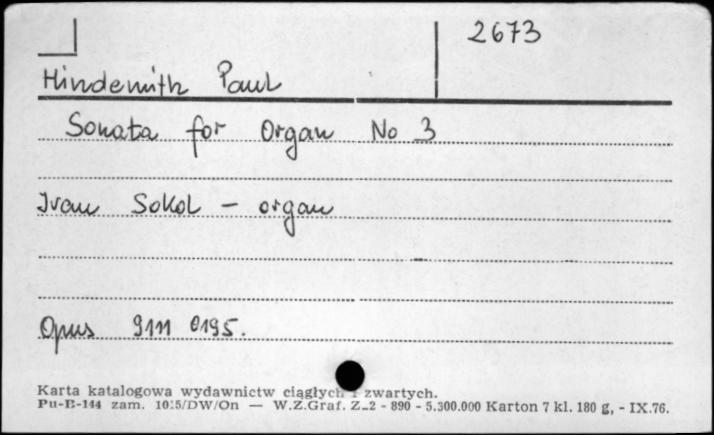 2673
Hindemith Paul
Sonata for Organ No 3
Ivan Sokol - organ
Opus 9111 0195.
Karta katalogowa wydawnictw ciągłych i zwartych.
Pu-B-144 zam. 1015/DW/On — W.Z.Graf. Z-2 - 890 - 5.300.000 Karton 7 kl. 180 g, - IX.76.